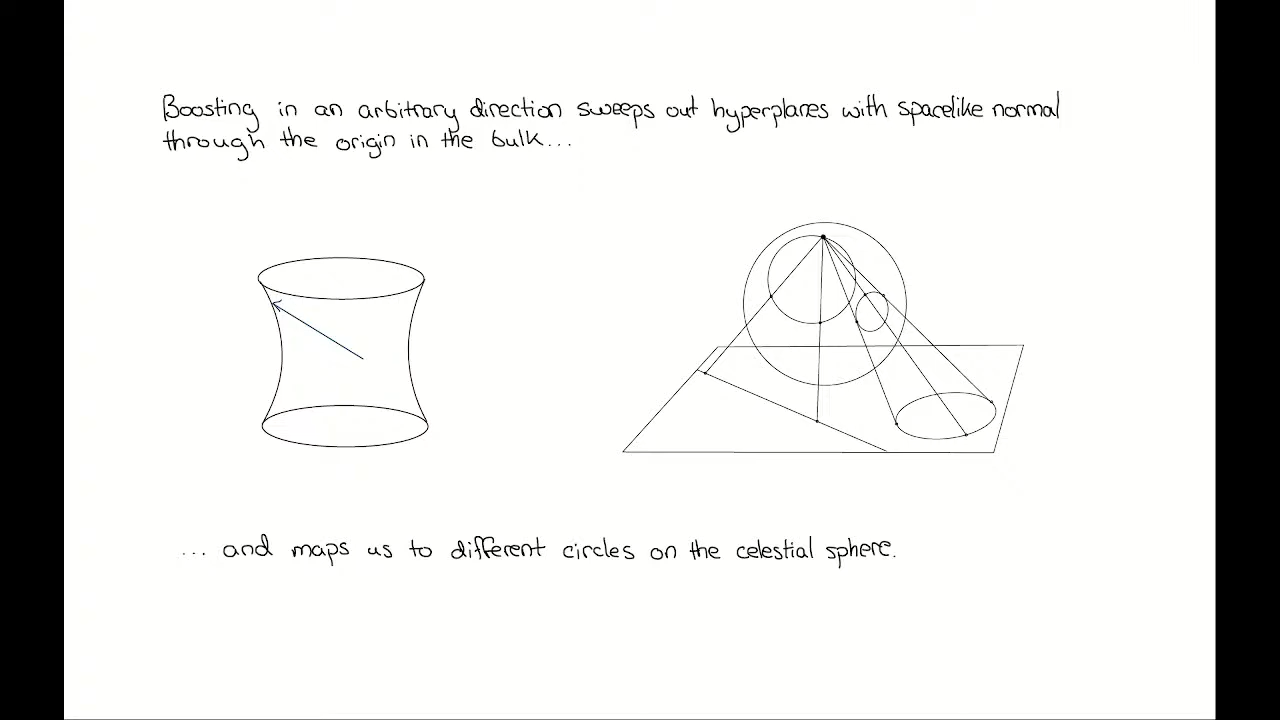 Boosting in an arbitrary direction sweeps out hyperplanes with spacelike normal
through the origin in the bulk...
... and maps us to different circles on the celestial sphere.